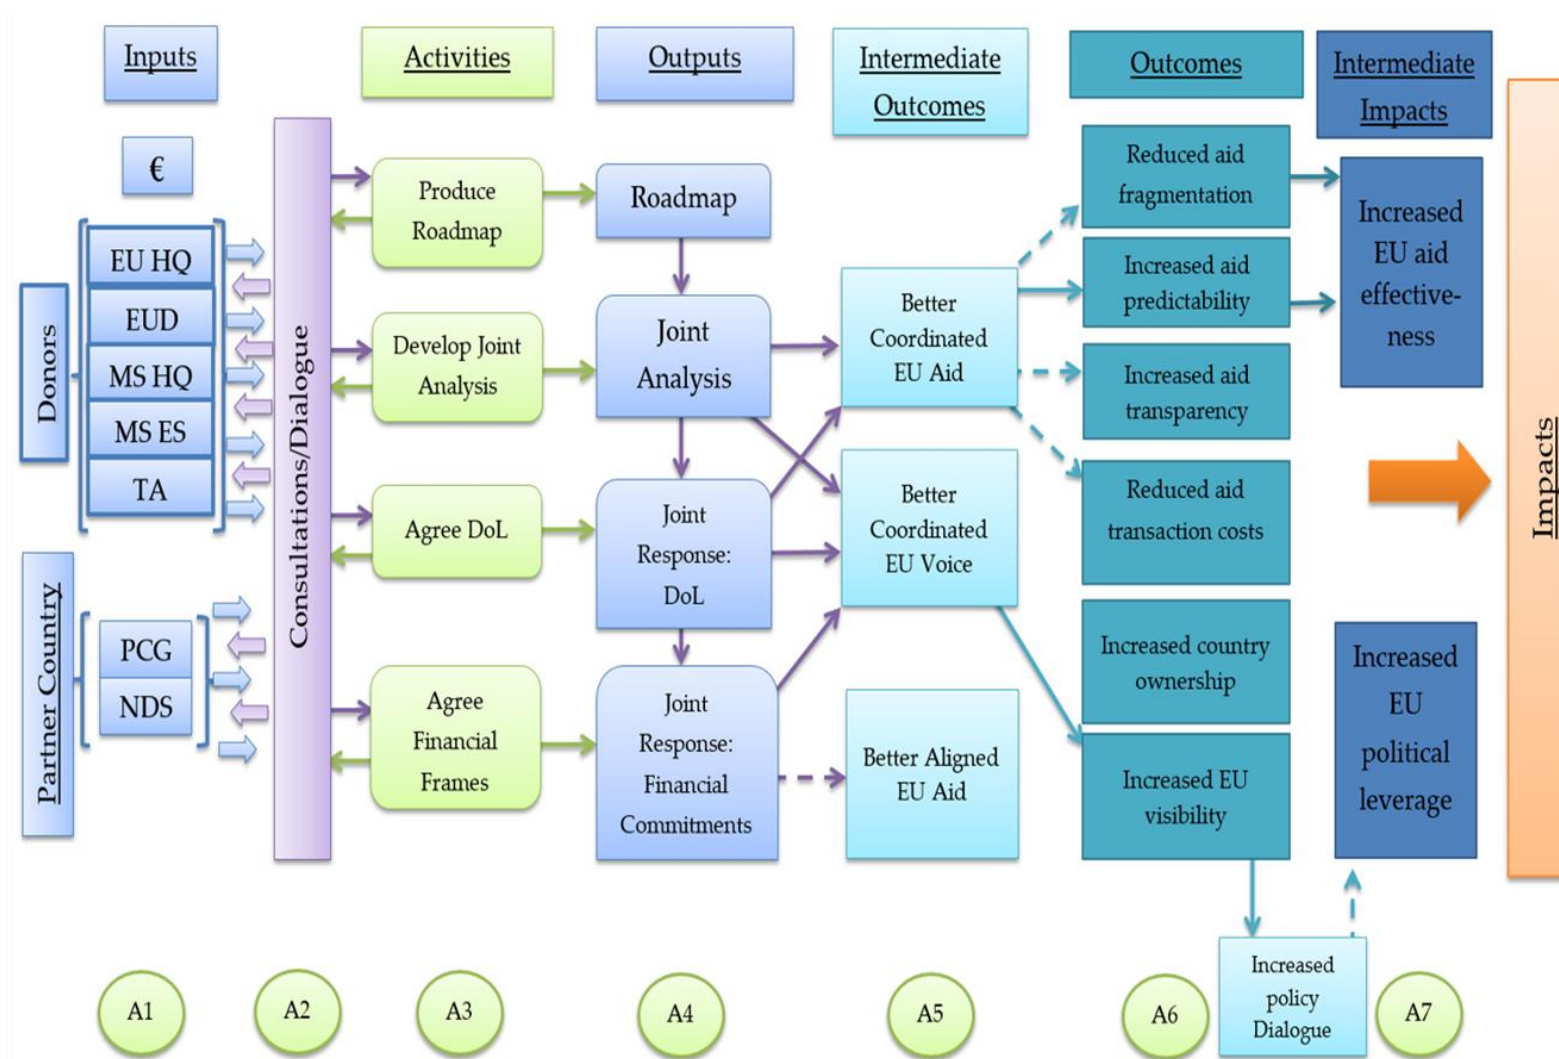 Inputs
Activities
Outputs
Intermediate
Outcomes
Outcomes
Intermediate
Impacts
€
Donors
EU HQ
EUD
MS HQ
MS ES
TA
Partner Country
PCG
NDS
Consultations/Dialogue
Produce
Roadmap
Develop Joint
Analysis
Agree DoL
Agree
Financial
Frames
Roadmap
Joint
Analysis
Joint
Response:
DoL
Joint
Response:
Financial
Commitments
Better
Coordinated
EU Aid
Better
Coordinated
EU Voice
Better Aligned
EU Aid
Reduced aid
fragmentation
Increased aid
predictability
Increased aid
transparency
Reduced aid
transaction costs
Increased country
ownership
Increased EU
visibility
Increased
policy
Dialogue
Increased
EU aid
effective-
ness
Increased
EU
political
leverage
Impacts
A1
A2
A3
A4
A5
A6
A7